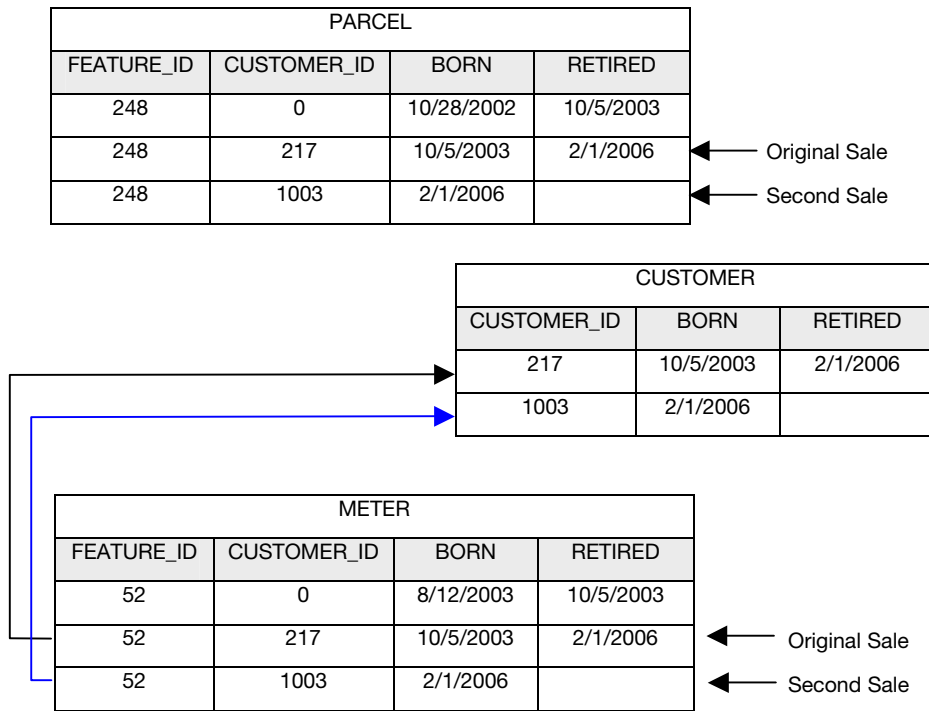 PARCEL
FEATURE_ID CUSTOMER_ID BORN RETIRED
248 0 10/28/2002 10/5/2003
248 217 10/5/2003 2/1/2006 Original Sale
248 1003 2/1/2006 Second Sale
CUSTOMER
CUSTOMER_ID BORN RETIRED
217 10/5/2003 2/1/2006
1003 2/1/2006
METER
FEATURE_ID CUSTOMER_ID BORN RETIRED
52 0 8/12/2003 10/5/2003
52 217 10/5/2003 2/1/2006 Original Sale
52 1003 2/1/2006 Second Sale